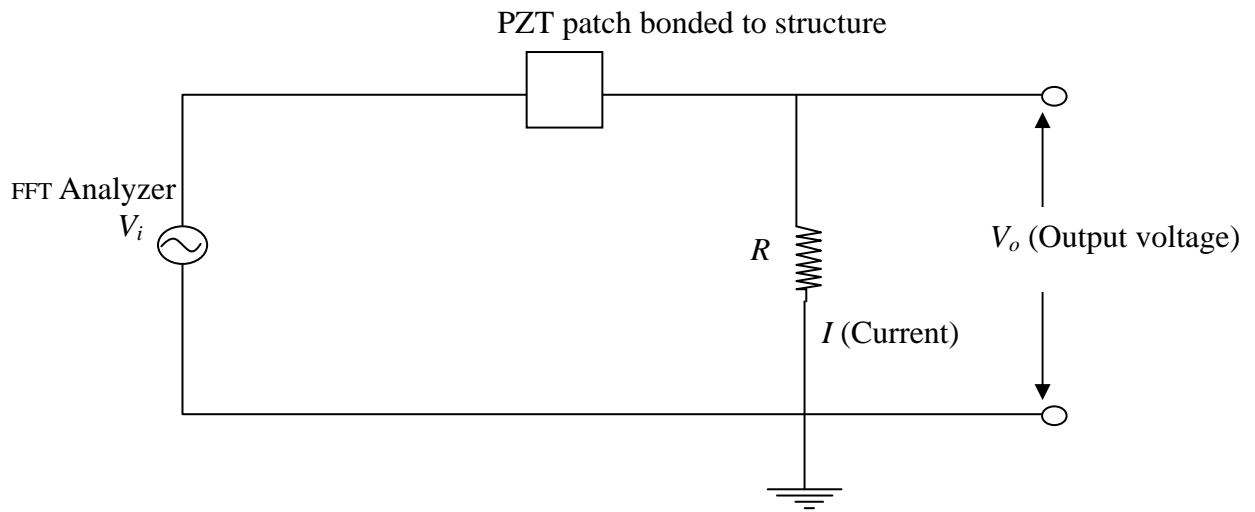 PZT patch bonded to structure
FFT Analyzer
Vi
R
Vo (Output voltage)
I (Current)